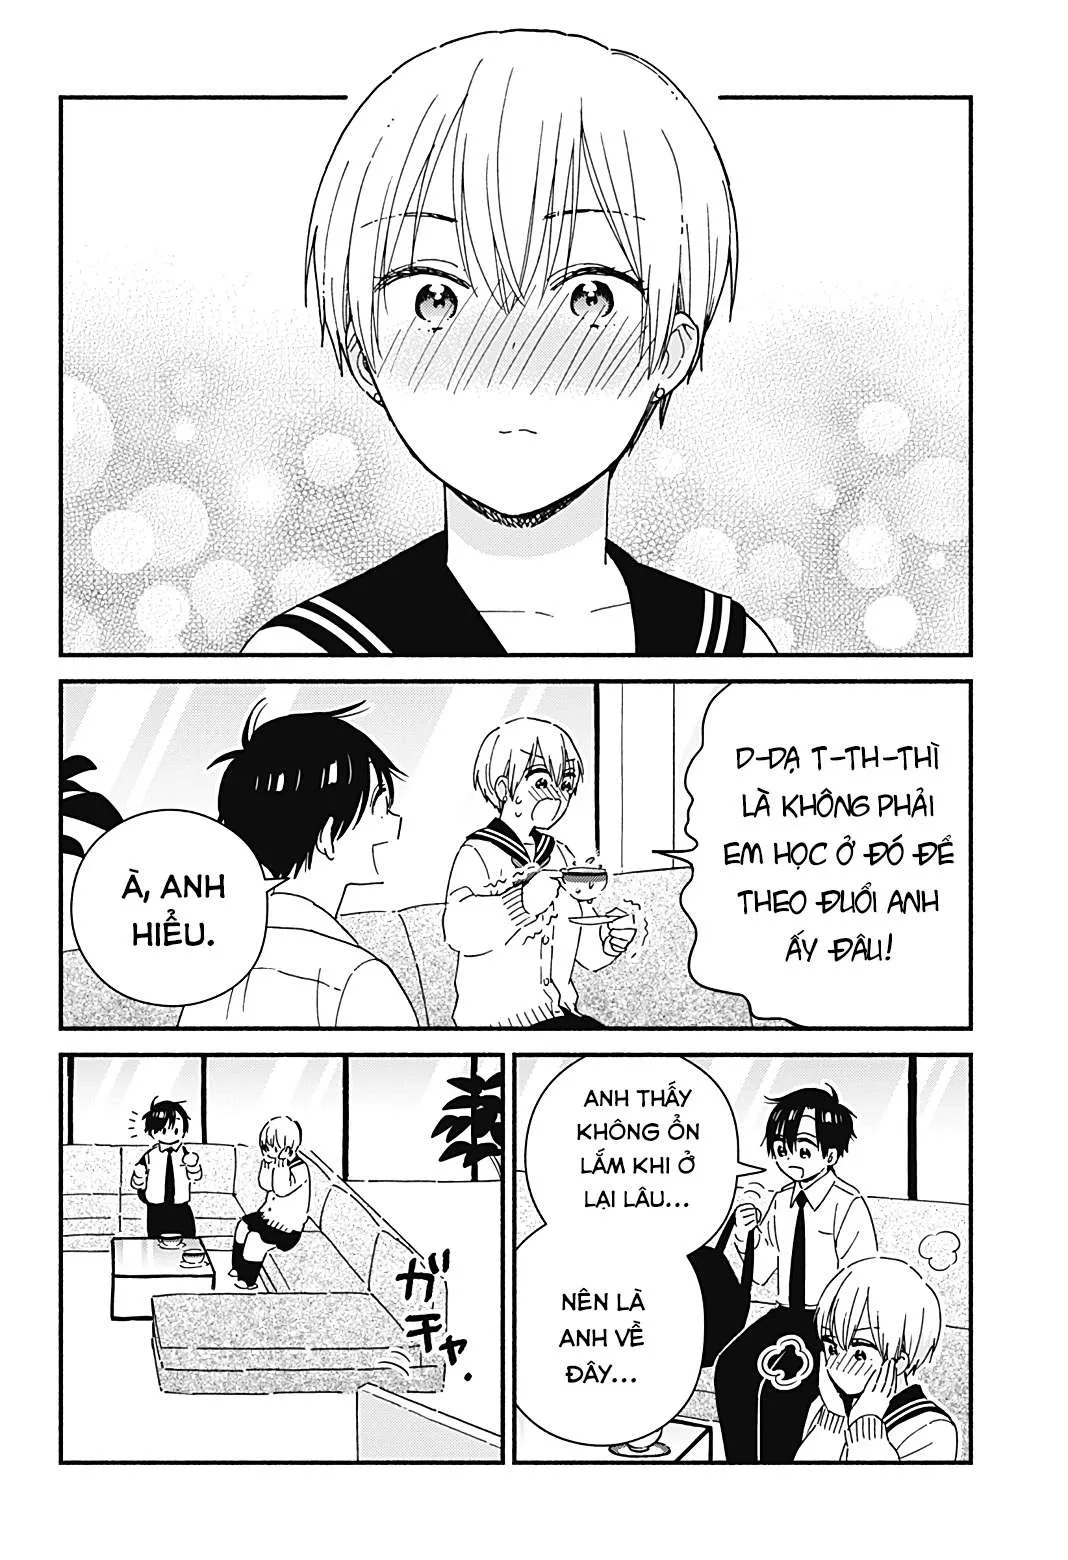 D-DẠ T-TH-THÌ
LÀ KHÔNG PHẢI
EM HỌC Ở ĐÓ ĐỂ
THEO ĐUỔI ANH
ẤY ĐÂU!
À, ANH
HIỂU.
ANH THẤY
KHÔNG ỔN
LẮM KHI Ở
LẠI LÂU...
NÊN LÀ
ANH VỀ
ĐÂY...
ガチャ.